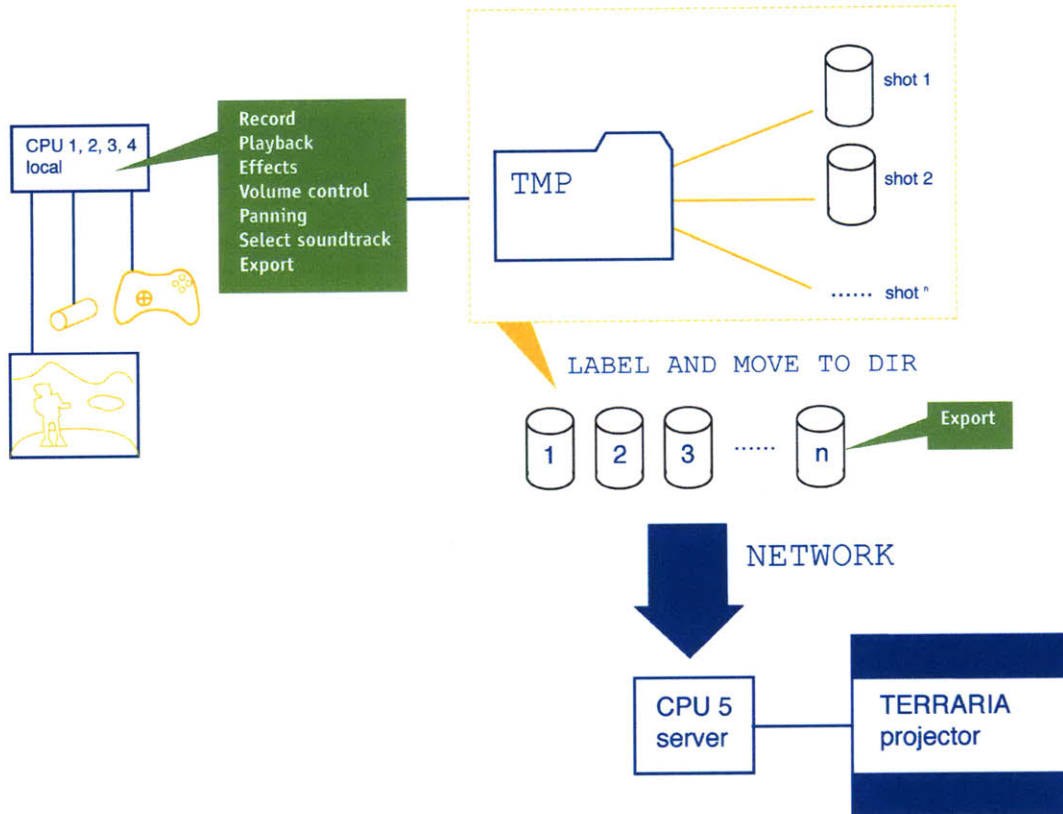 CPU 1, 2, 3, 4
local
Record
Playback
Effects
Volume control
Panning
Select soundtrack
Export
TMP
shot 1
shot 2
...... shot ⁿ
LABEL AND MOVE TO DIR
1 2 3 ...... n
Export
NETWORK
CPU 5
server
TERRARIA
projector